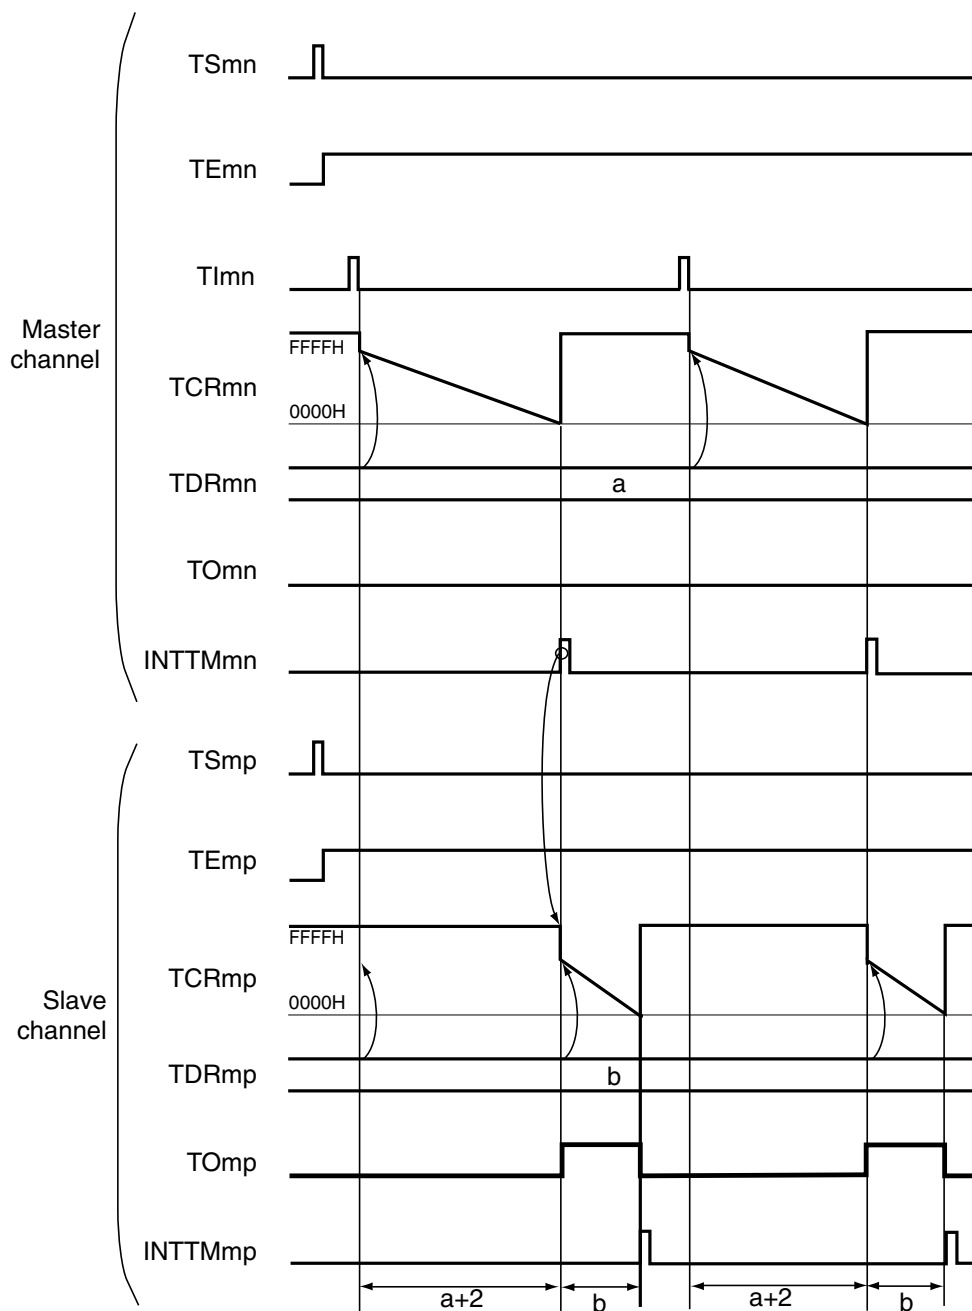 TSmn
TEmn
TImn
Master
channel
FFFFH
TCRmn
0000H
TDRmn
a
TOmn
INTTMmn
TSmp
TEmp
FFFFH
TCRmp
0000H
Slave
channel
TDRmp
b
TOmp
INTTMmp
a+2 b a+2 b